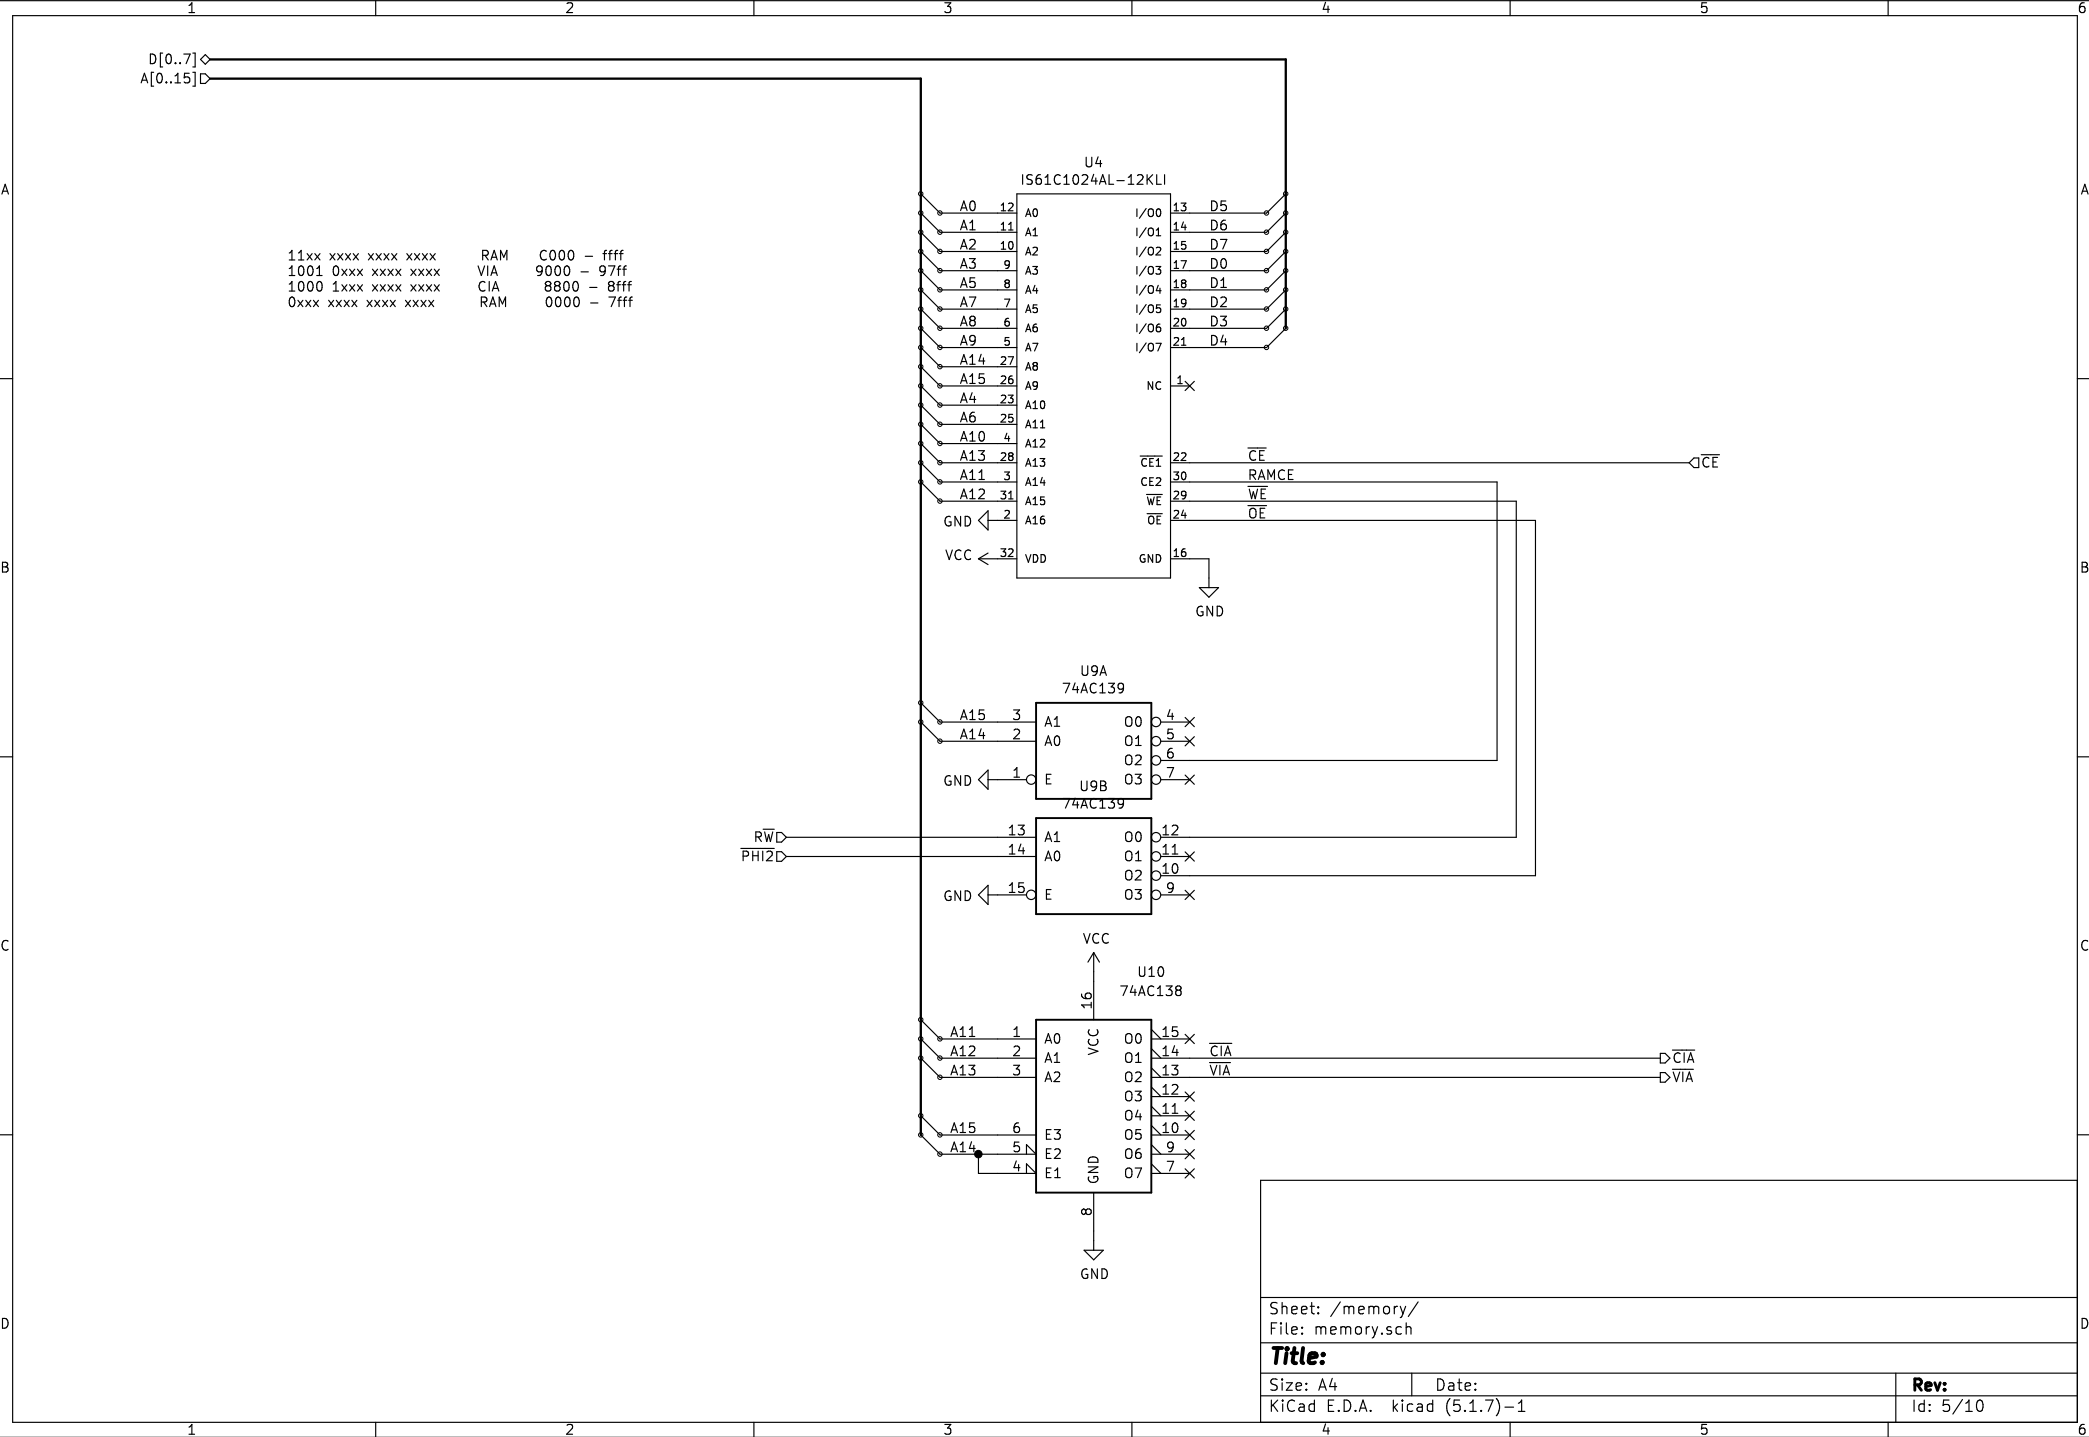 1 2 3 4 5 6
D[0..7]
A[0..15]
U4
IS61C1024AL-12KLI
A A
A0 12 A0 I/O0 13 D5
A1 11 A1 I/O1 14 D6
A2 10 A2 I/O2 15 D7
A3 9 A3 I/O3 17 D0
A5 8 A4 I/O4 18 D1
A7 7 A5 I/O5 19 D2
A8 6 A6 I/O6 20 D3
A9 5 A7 I/O7 21 D4
A14 27 A8
A15 26 A9 NC 1
A4 23 A10
A6 25 A11
A10 4 A12
A13 28 A13 CE1 22 CE CE
A11 3 A14 CE2 30 RAMCE
A12 31 A15 WE 29 WE
GND 2 A16 OE 24 OE
VCC 32 VDD GND 16
GND
11xx xxxx xxxx xxxx RAM C000 - ffff
1001 0xxx xxxx xxxx VIA 9000 - 97ff
1000 1xxx xxxx xxxx CIA 8800 - 8fff
0xxx xxxx xxxx xxxx RAM 0000 - 7fff
B B
U9A
74AC139
A15 3 A1 O0 4
A14 2 A0 O1 5
O2 6
GND 1 E O3 7
U9B
74AC139
RW 13 A1 O0 12
PHI2 14 A0 O1 11
O2 10
GND 15 E O3 9
C C
VCC
U10
74AC138
16
VCC
A11 1 A0 O0 15
A12 2 A1 O1 14 CIA CIA
A13 3 A2 O2 13 VIA VIA
O3 12
O4 11
A15 6 E3 O5 10
A14 5 E2 O6 9
4 E1 O7 7
GND
8
GND
D D
Sheet: /memory/
File: memory.sch
Title:
Size: A4 Date: Rev:
KiCad E.D.A. kicad (5.1.7)-1 Id: 5/10
1 2 3 4 5 6